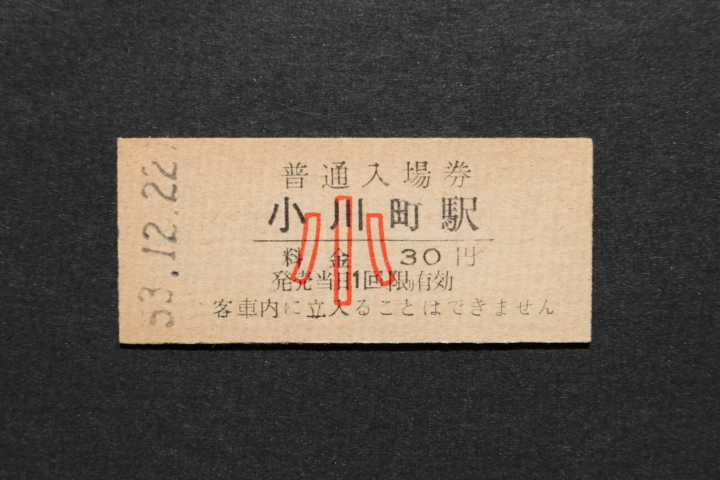 普通入場券
小川町駅
料金 30円
発売当日1回限り有効
客車内に立入ることはできません
小
53.12.22